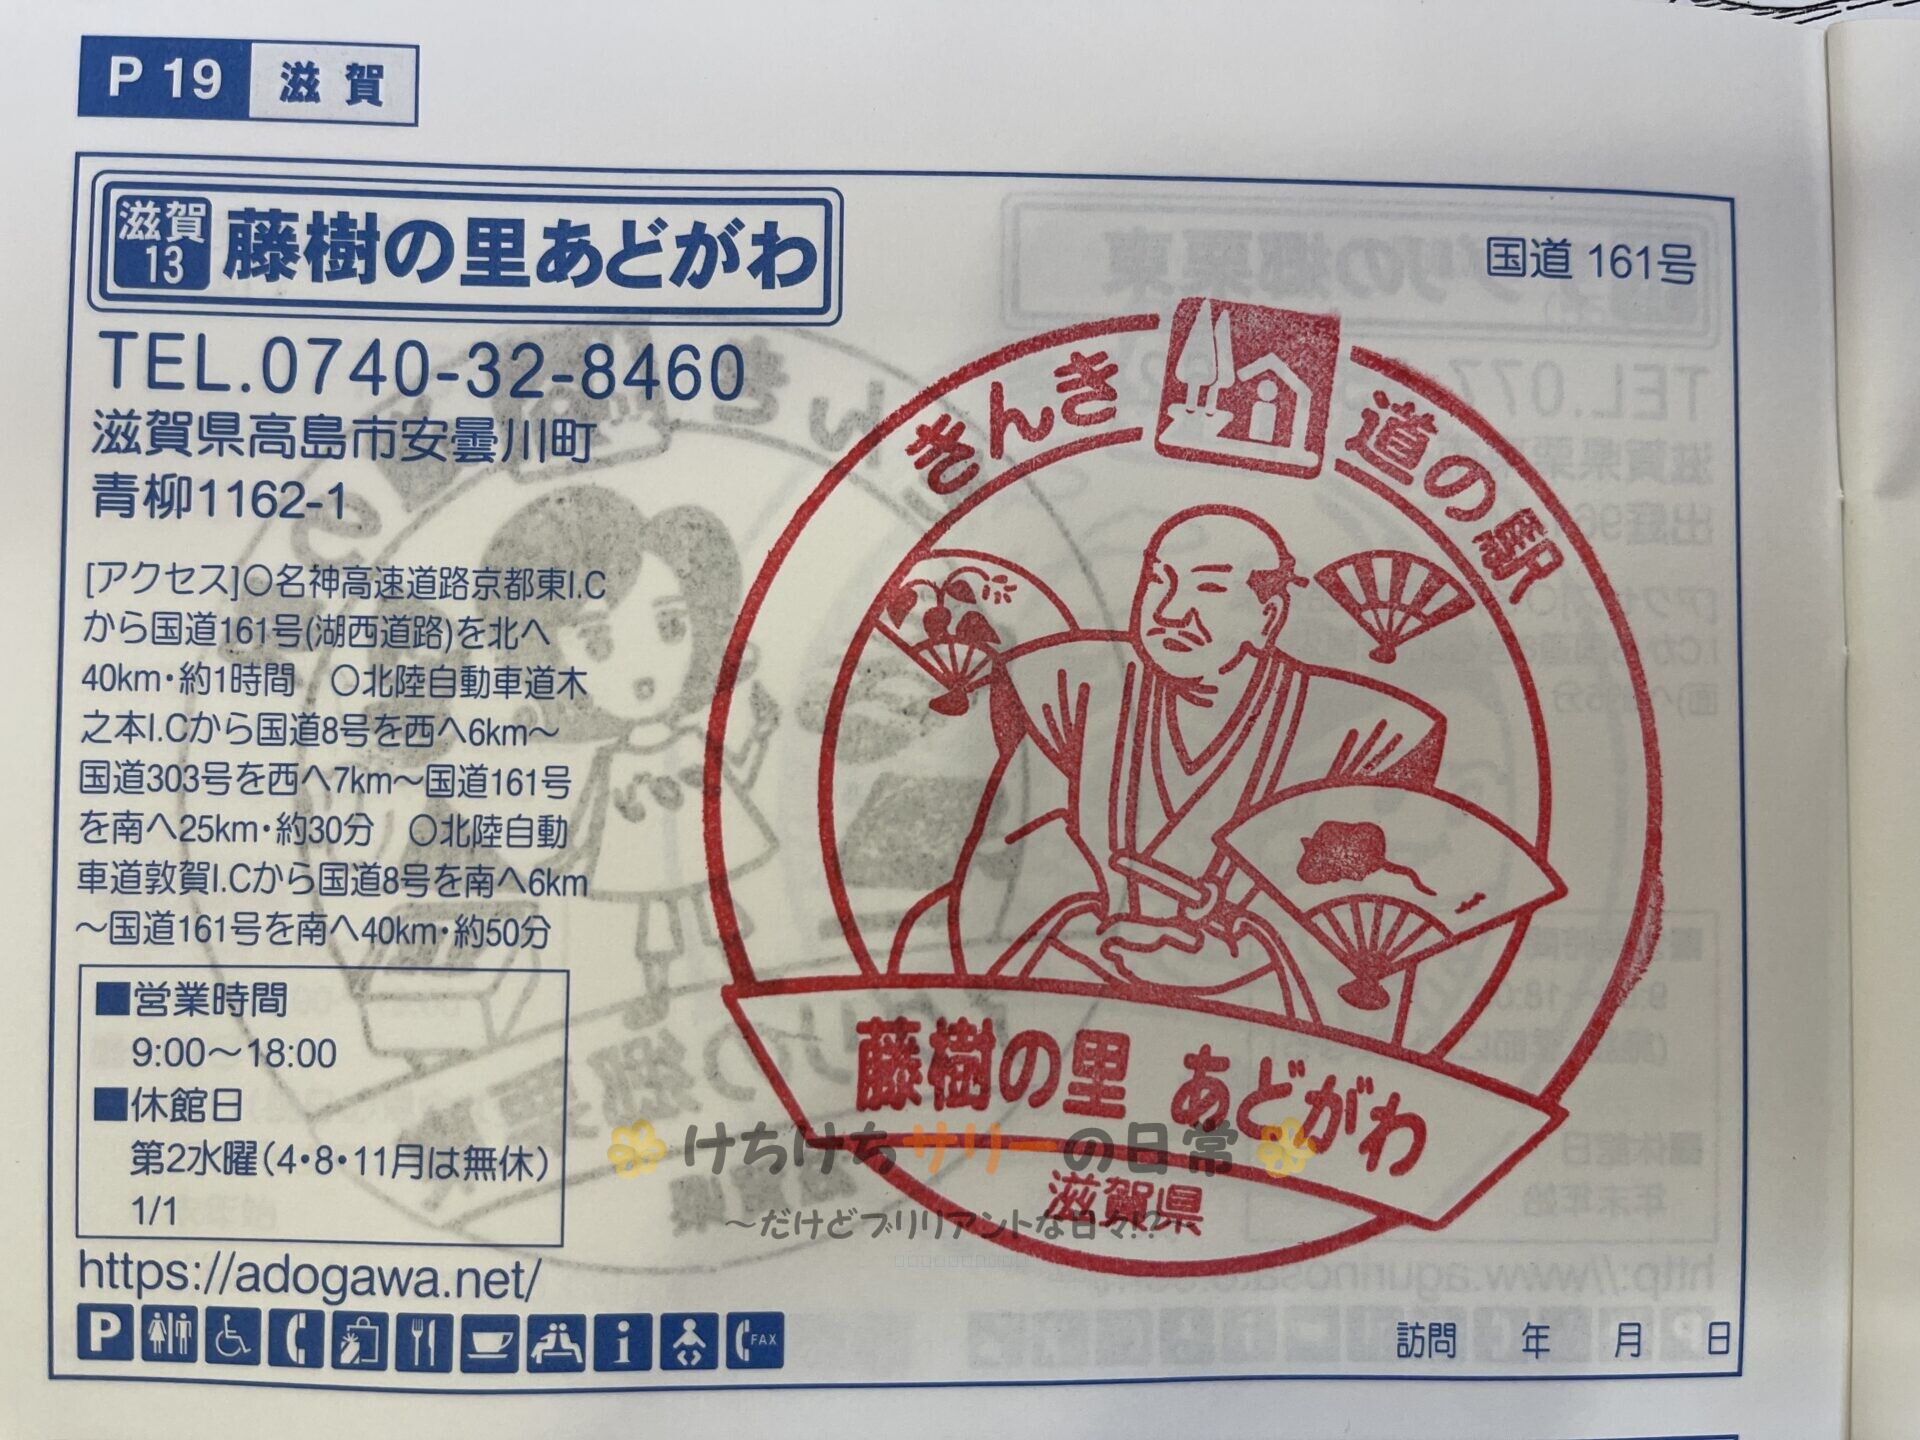 P 19 滋賀
滋賀 13 藤樹の里あどがわ
国道 161号
TEL.0740-32-8460
滋賀県高島市安曇川町
青柳1162-1
[アクセス]○名神高速道路京都東I.C
から国道161号(湖西道路)を北へ
40km・約1時間 ○北陸自動車道木
之本I.Cから国道8号を西へ6km～
国道303号を西へ7km～国道161号
を南へ25km・約30分 ○北陸自動
車道敦賀I.Cから国道8号を南へ6km
～国道161号を南へ40km・約50分
■営業時間
9:00～18:00
■休館日
第2水曜(4・8・11月は無休)
1/1
https://adogawa.net/
P
i
FAX
きんき 道の駅
藤樹の里 あどがわ
滋賀県
けちけちサリーの日常
～だけどブリリアントな日々!?～
訪問 年 月 日